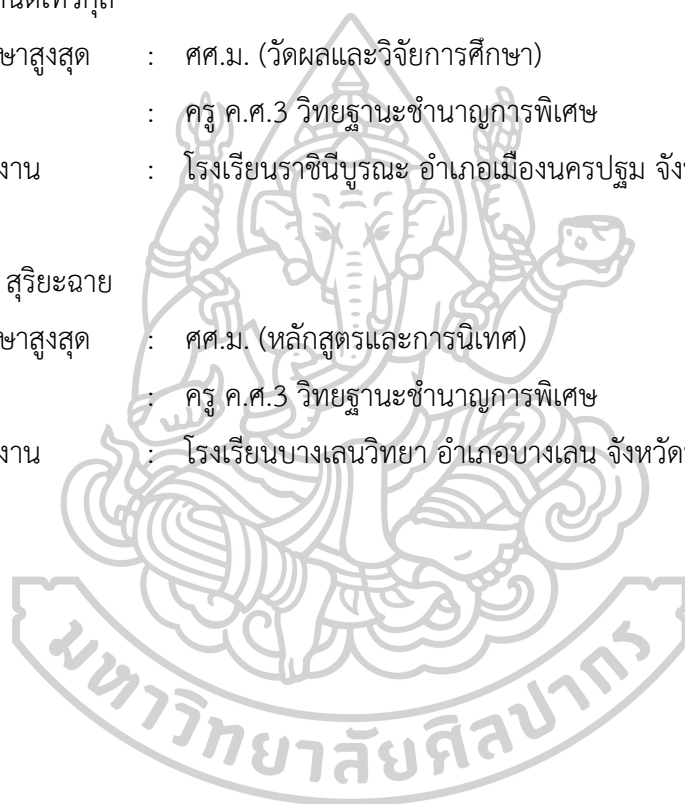 ษาสูงสุด : ศศ.ม. (วัดผลและวิจัยการศึกษา)
: ครู ค.ศ.3 วิทยฐานะชำนาญการพิเศษ
งาน : โรงเรียนราชินีบูรณะ อำเภอเมืองนครปฐม จัง
สุริยะฉาย
ษาสูงสุด : ศศ.ม. (หลักสูตรและการนิเทศ)
: ครู ค.ศ.3 วิทยฐานะชำนาญการพิเศษ
งาน : โรงเรียนบางเลนวิทยา อำเภอบางเลน จังหวัด
มหาวิทยาลัยศิลปากร